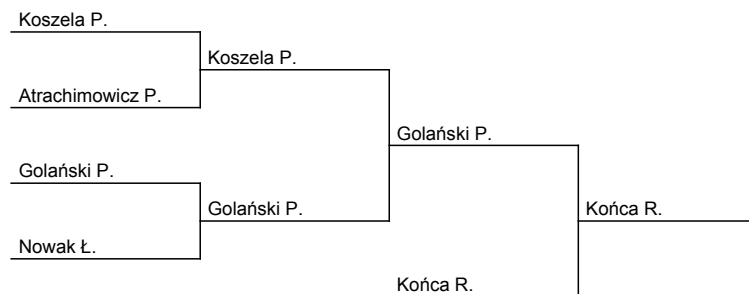 Koszela P.
Koszela P.
Atrachimowicz P.
Golański P.
Golański P.
Golański P.
Końca R.
Nowak Ł.
Końca R.